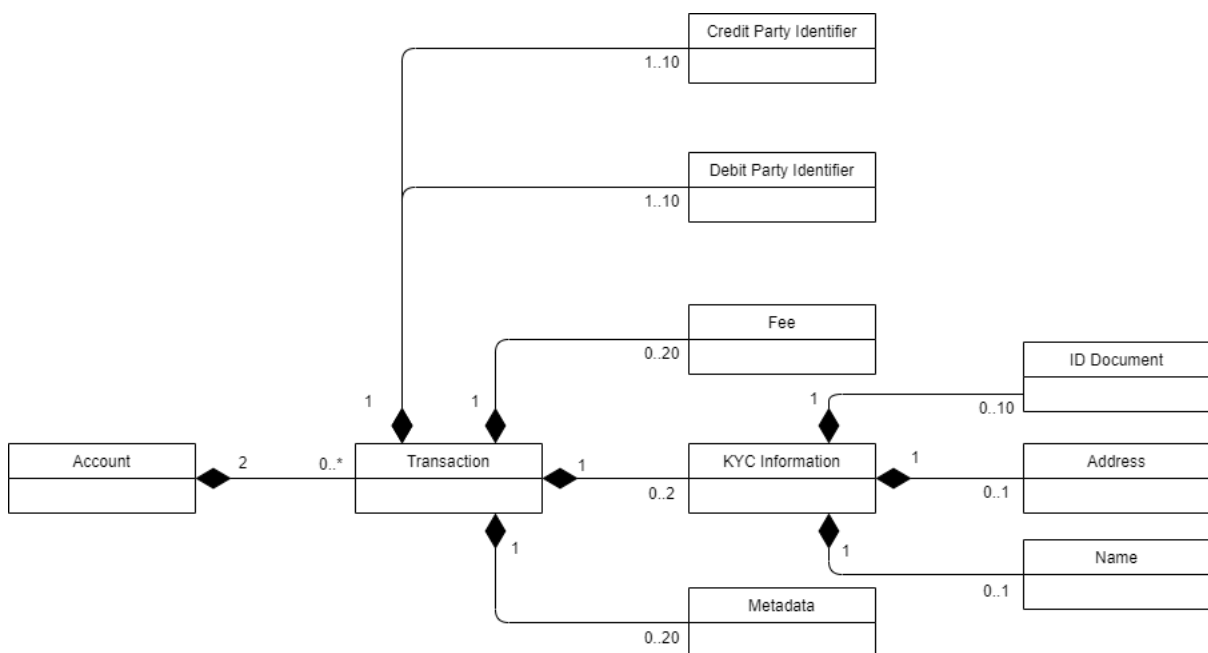 Credit Party Identifier
1..10
Debit Party Identifier
1..10
Fee
0..20
ID Document
1
0..10
1
1
Account
2
0..*
Transaction
1
0..2
KYC Information
1
Address
0..1
1
1
Name
0..1
Metadata
0..20